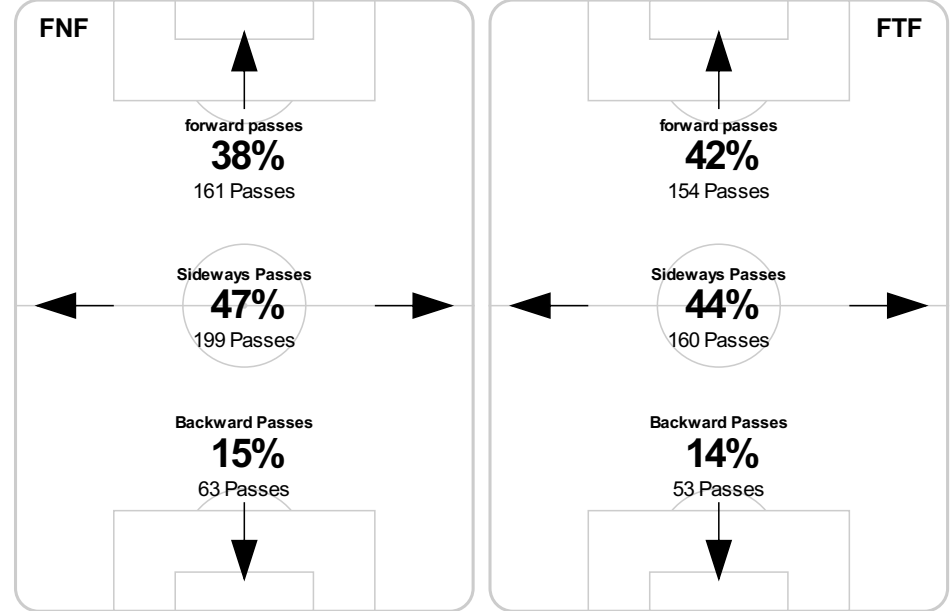 FNF
forward passes
38%
161 Passes
Sideways Passes
47%
199 Passes
Backward Passes
15%
63 Passes
FTF
forward passes
42%
154 Passes
Sideways Passes
44%
160 Passes
Backward Passes
14%
53 Passes